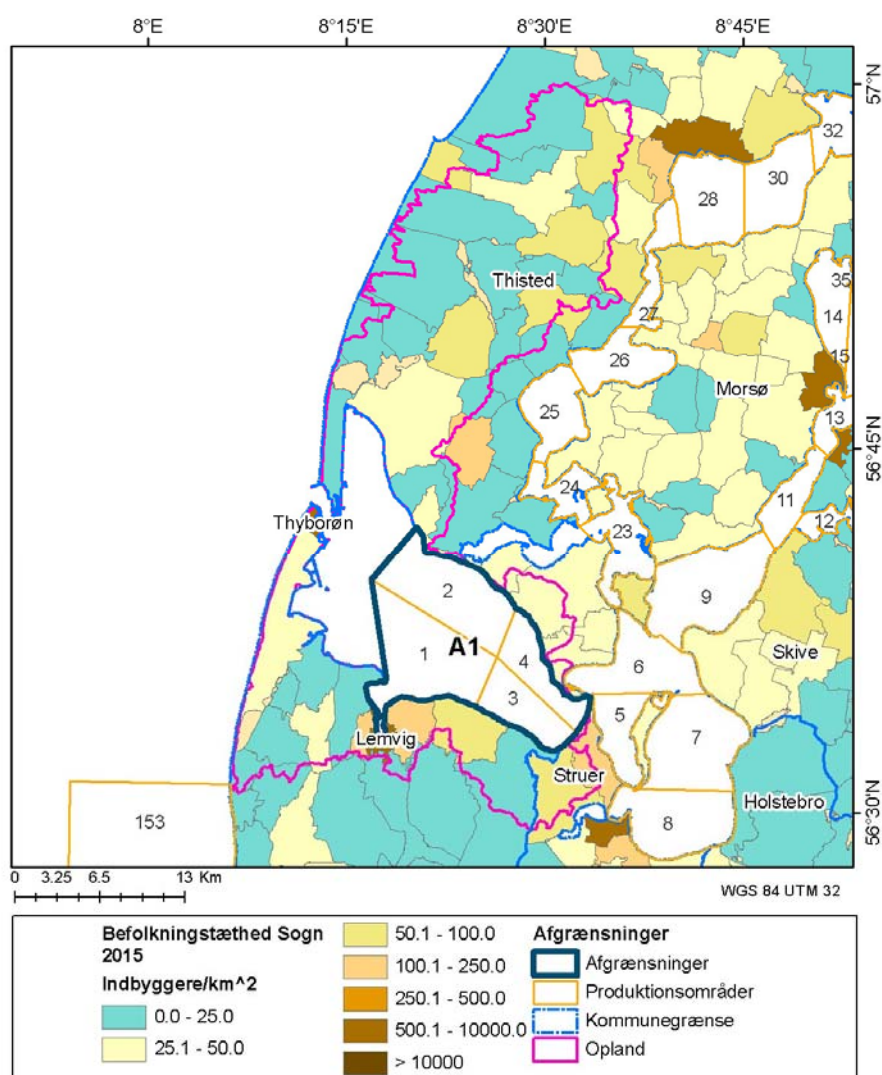 8°E 8°15'E 8°30'E 8°45'E
57°N
32
30
28
35
Thisted
27
14
26
15
Morsø
25
13
56°45'N
24
11
Thyborøn
23
12
2
9
A1
1
4
6
Skive
3
5
7
Lemvig
Struer
Holstebro
56°30'N
153
8
0 3.25 6.5 13 Km
WGS 84 UTM 32
Befolkningstæthed Sogn
2015
Indbyggere/km^2
0.0 - 25.0
25.1 - 50.0
50.1 - 100.0
100.1 - 250.0
250.1 - 500.0
500.1 - 10000.0
> 10000
Afgrænsninger
Afgrænsninger
Produktionsområder
Kommunegrænse
Opland